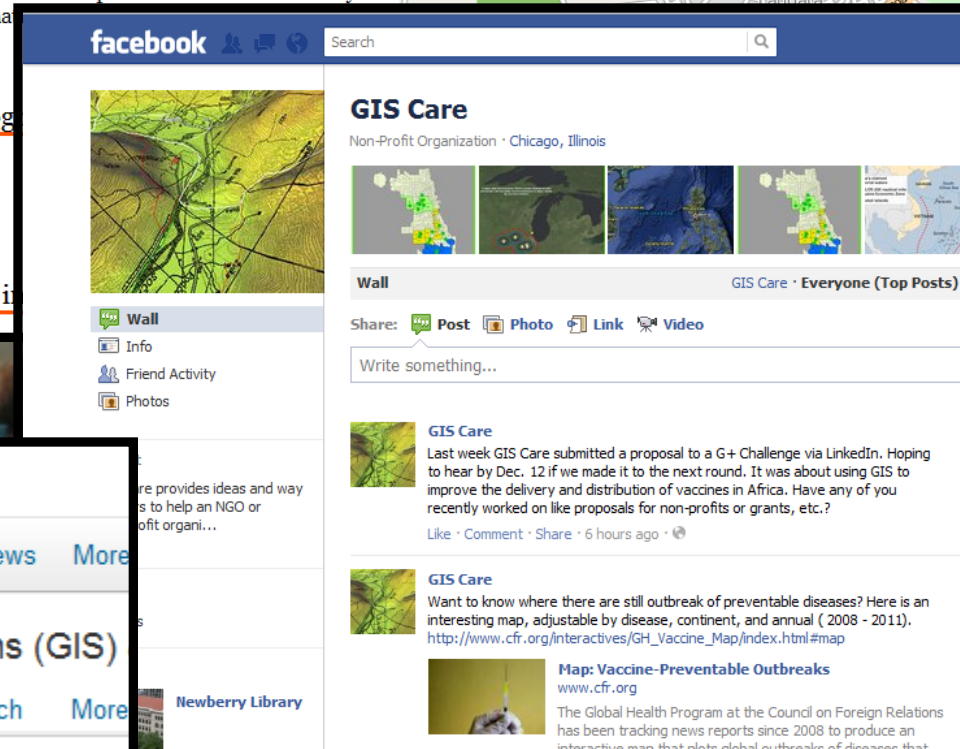 facebook
Search
GIS Care
Non-Profit Organization · Chicago, Illinois
Wall
GIS Care · Everyone (Top Posts)
Share: Post Photo Link Video
Write something...
Wall
Info
Friend Activity
Photos
re provides ideas and way
s to help an NGO or
ofit organi...
Newberry Library
GIS Care
Last week GIS Care submitted a proposal to a G+ Challenge via LinkedIn. Hoping
to hear by Dec. 12 if we made it to the next round. It was about using GIS to
improve the delivery and distribution of vaccines in Africa. Have any of you
recently worked on like proposals for non-profits or grants, etc.?
Like · Comment · Share · 6 hours ago ·
GIS Care
Want to know where there are still outbreak of preventable diseases? Here is an
interesting map, adjustable by disease, continent, and annual ( 2008 - 2011).
http://www.cfr.org/interactives/GH_Vaccine_Map/index.html#map
Map: Vaccine-Preventable Outbreaks
www.cfr.org
The Global Health Program at the Council on Foreign Relations
has been tracking news reports since 2008 to produce an
interactive map that plots global outbreaks of diseases that
ews More
ns (GIS)
ch More